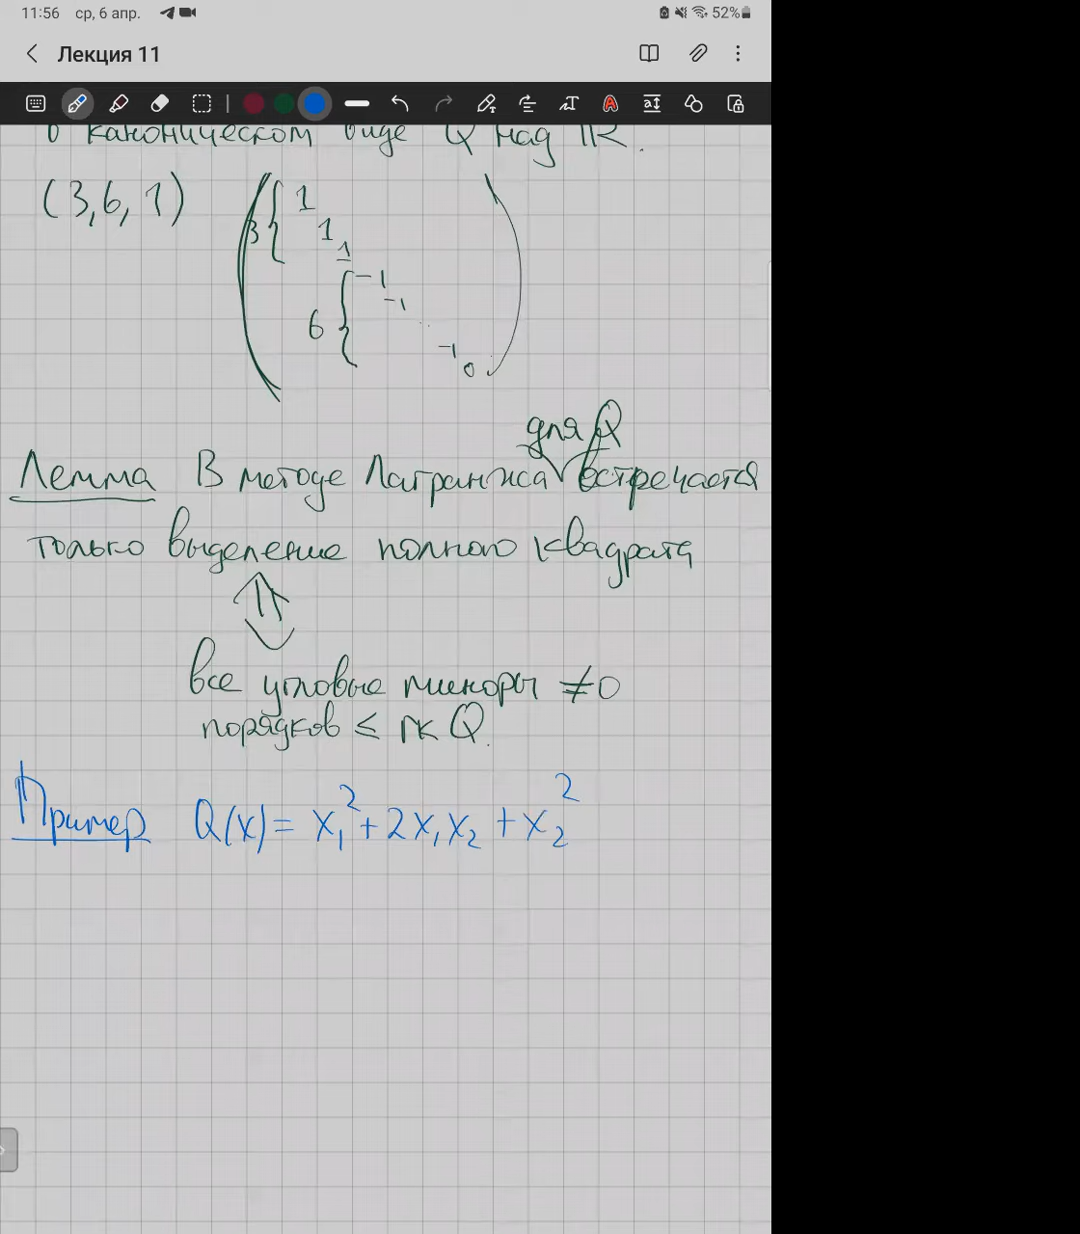 11:56 ср, 6 апр. 52%
Лекция 11
в каноническом виде Q над ℝ.
(3,6,1)
3 { 1
1
1
6 { -1
-1
. .
-1
0
для Q
Лемма В методе Лагранжа встречается
только выделение полного квадрата
⇕
все угловые миноры ≠0
порядков ≤ rk Q.
Пример Q(x) = x₁² + 2x₁x₂ + x₂²